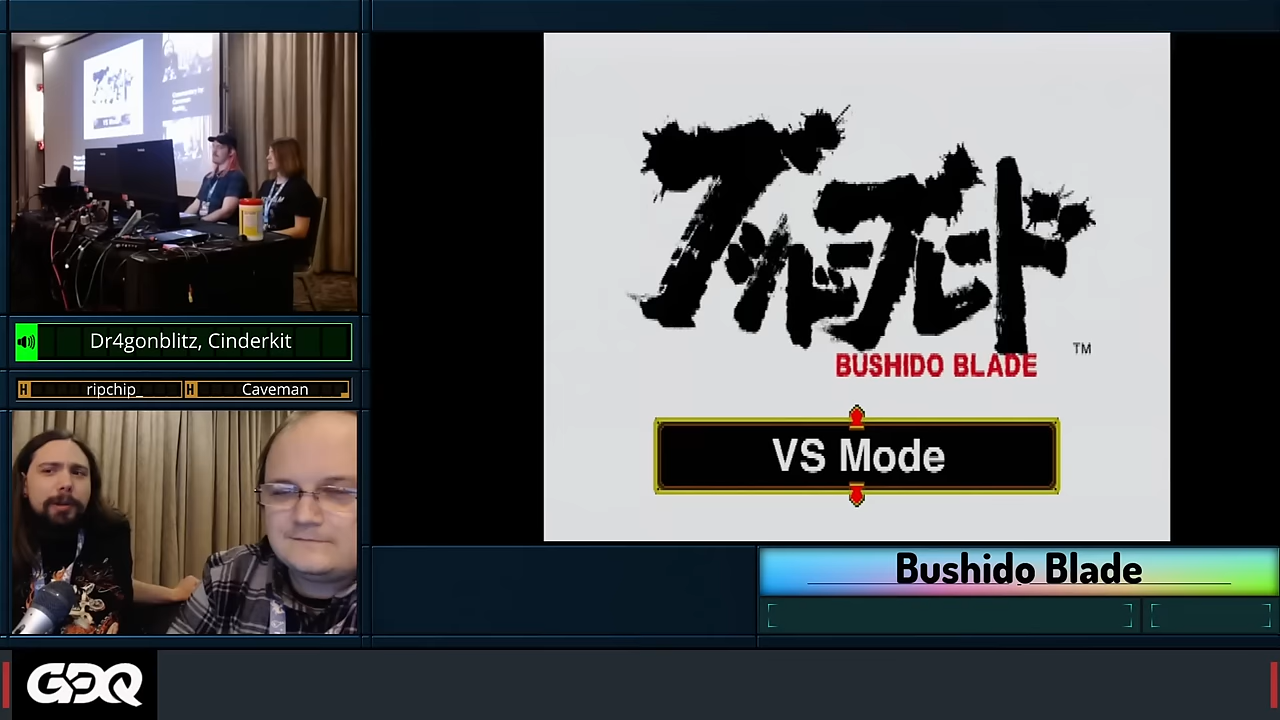 ブシドーブレード
TM
BUSHIDO BLADE
VS Mode
Dr4gonblitz, Cinderkit
H ripchip_ H Caveman
Bushido Blade
GDQ